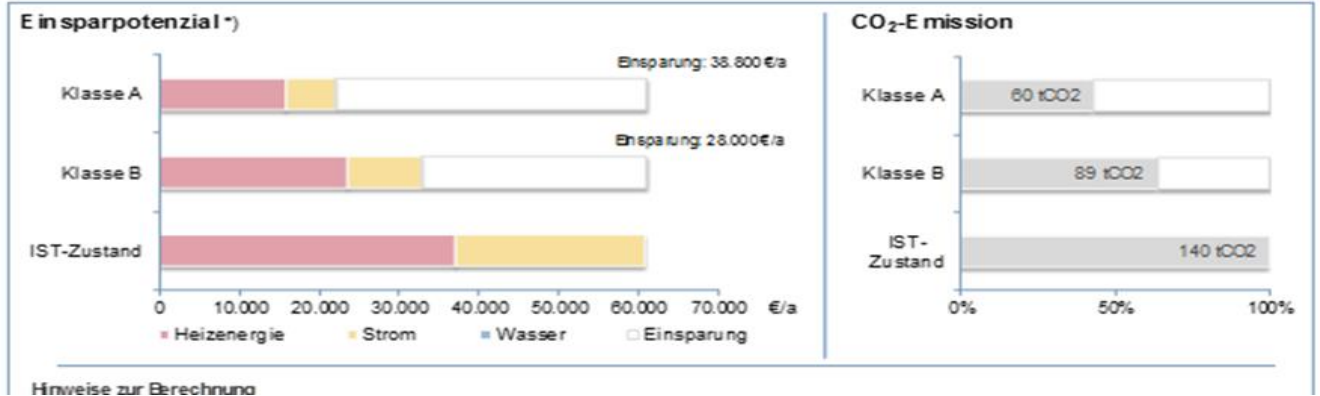 Einsparpotenzial *)
Einsparung: 38.800 €/a
Klasse A
Einsparung: 28.000€/a
Klasse B
IST-Zustand
0 10.000 20.000 30.000 40.000 50.000 60.000 70.000 €/a
Heizenergie Strom Wasser Einsparung
CO₂-Emission
Klasse A 60 tCO2
Klasse B 89 tCO2
IST-
Zustand
140 tCO2
0% 50% 100%
Hinweise zur Berechnung